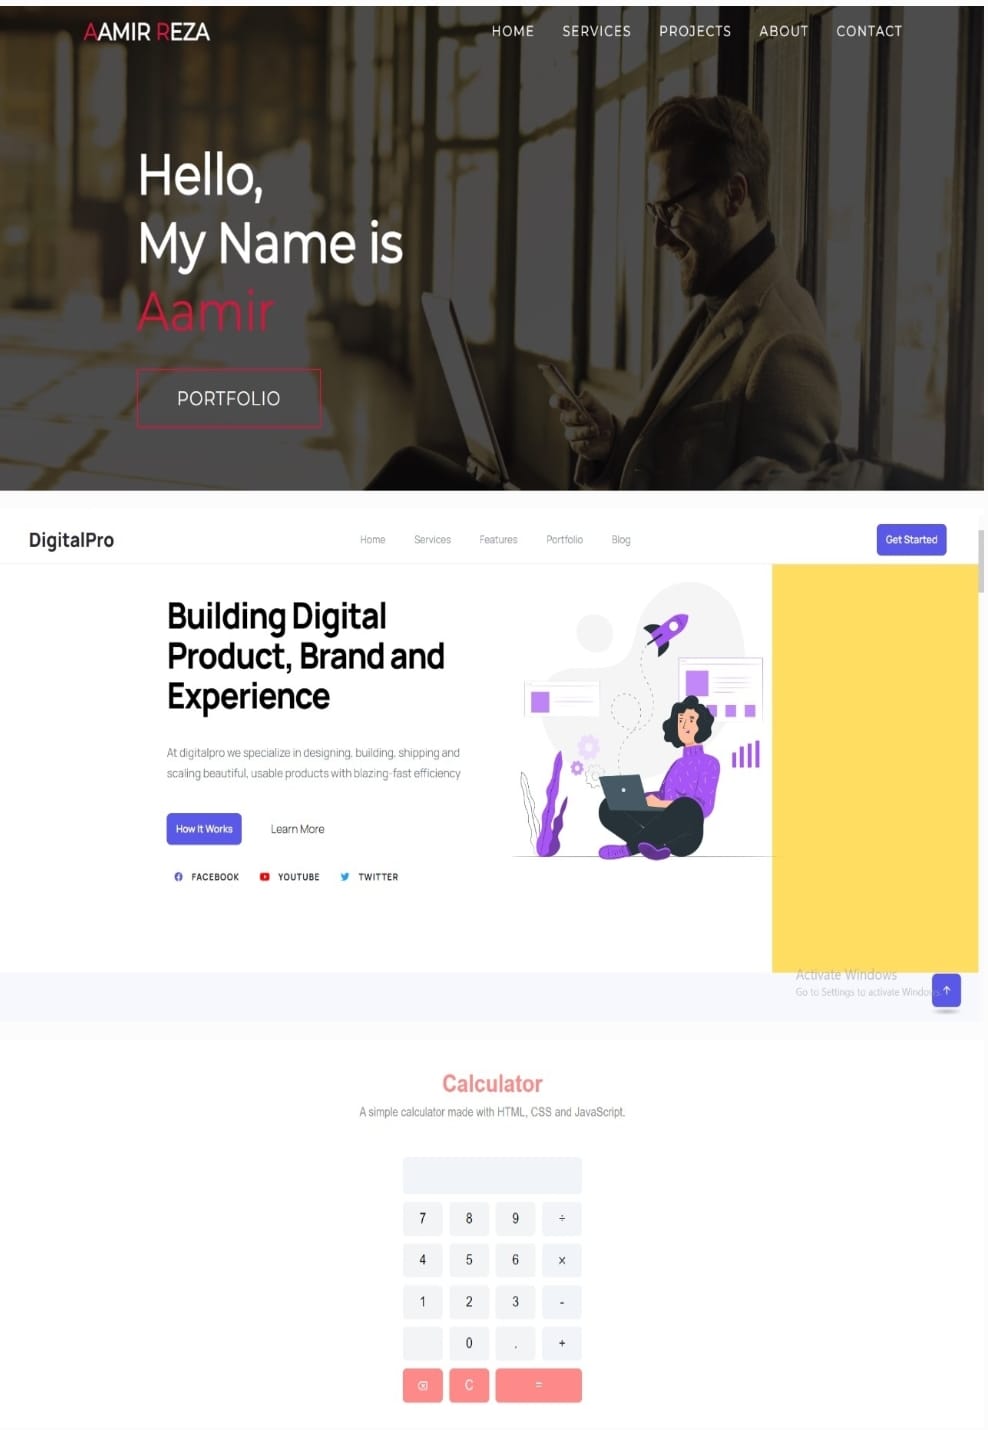 AAMIR REZA
HOME SERVICES PROJECTS ABOUT CONTACT
Hello,
My Name is
Aamir
PORTFOLIO
DigitalPro
Home Services Features Portfolio Blog
Get Started
Building Digital
Product, Brand and
Experience
At digitalpro we specialize in designing, building, shipping and
scaling beautiful, usable products with blazing-fast efficiency
How It Works Learn More
FACEBOOK YOUTUBE TWITTER
Activate Windows
Go to Settings to activate Windows
Calculator
A simple calculator made with HTML, CSS and JavaScript.
7 8 9 ÷
4 5 6 ×
1 2 3 -
0 . +
C =